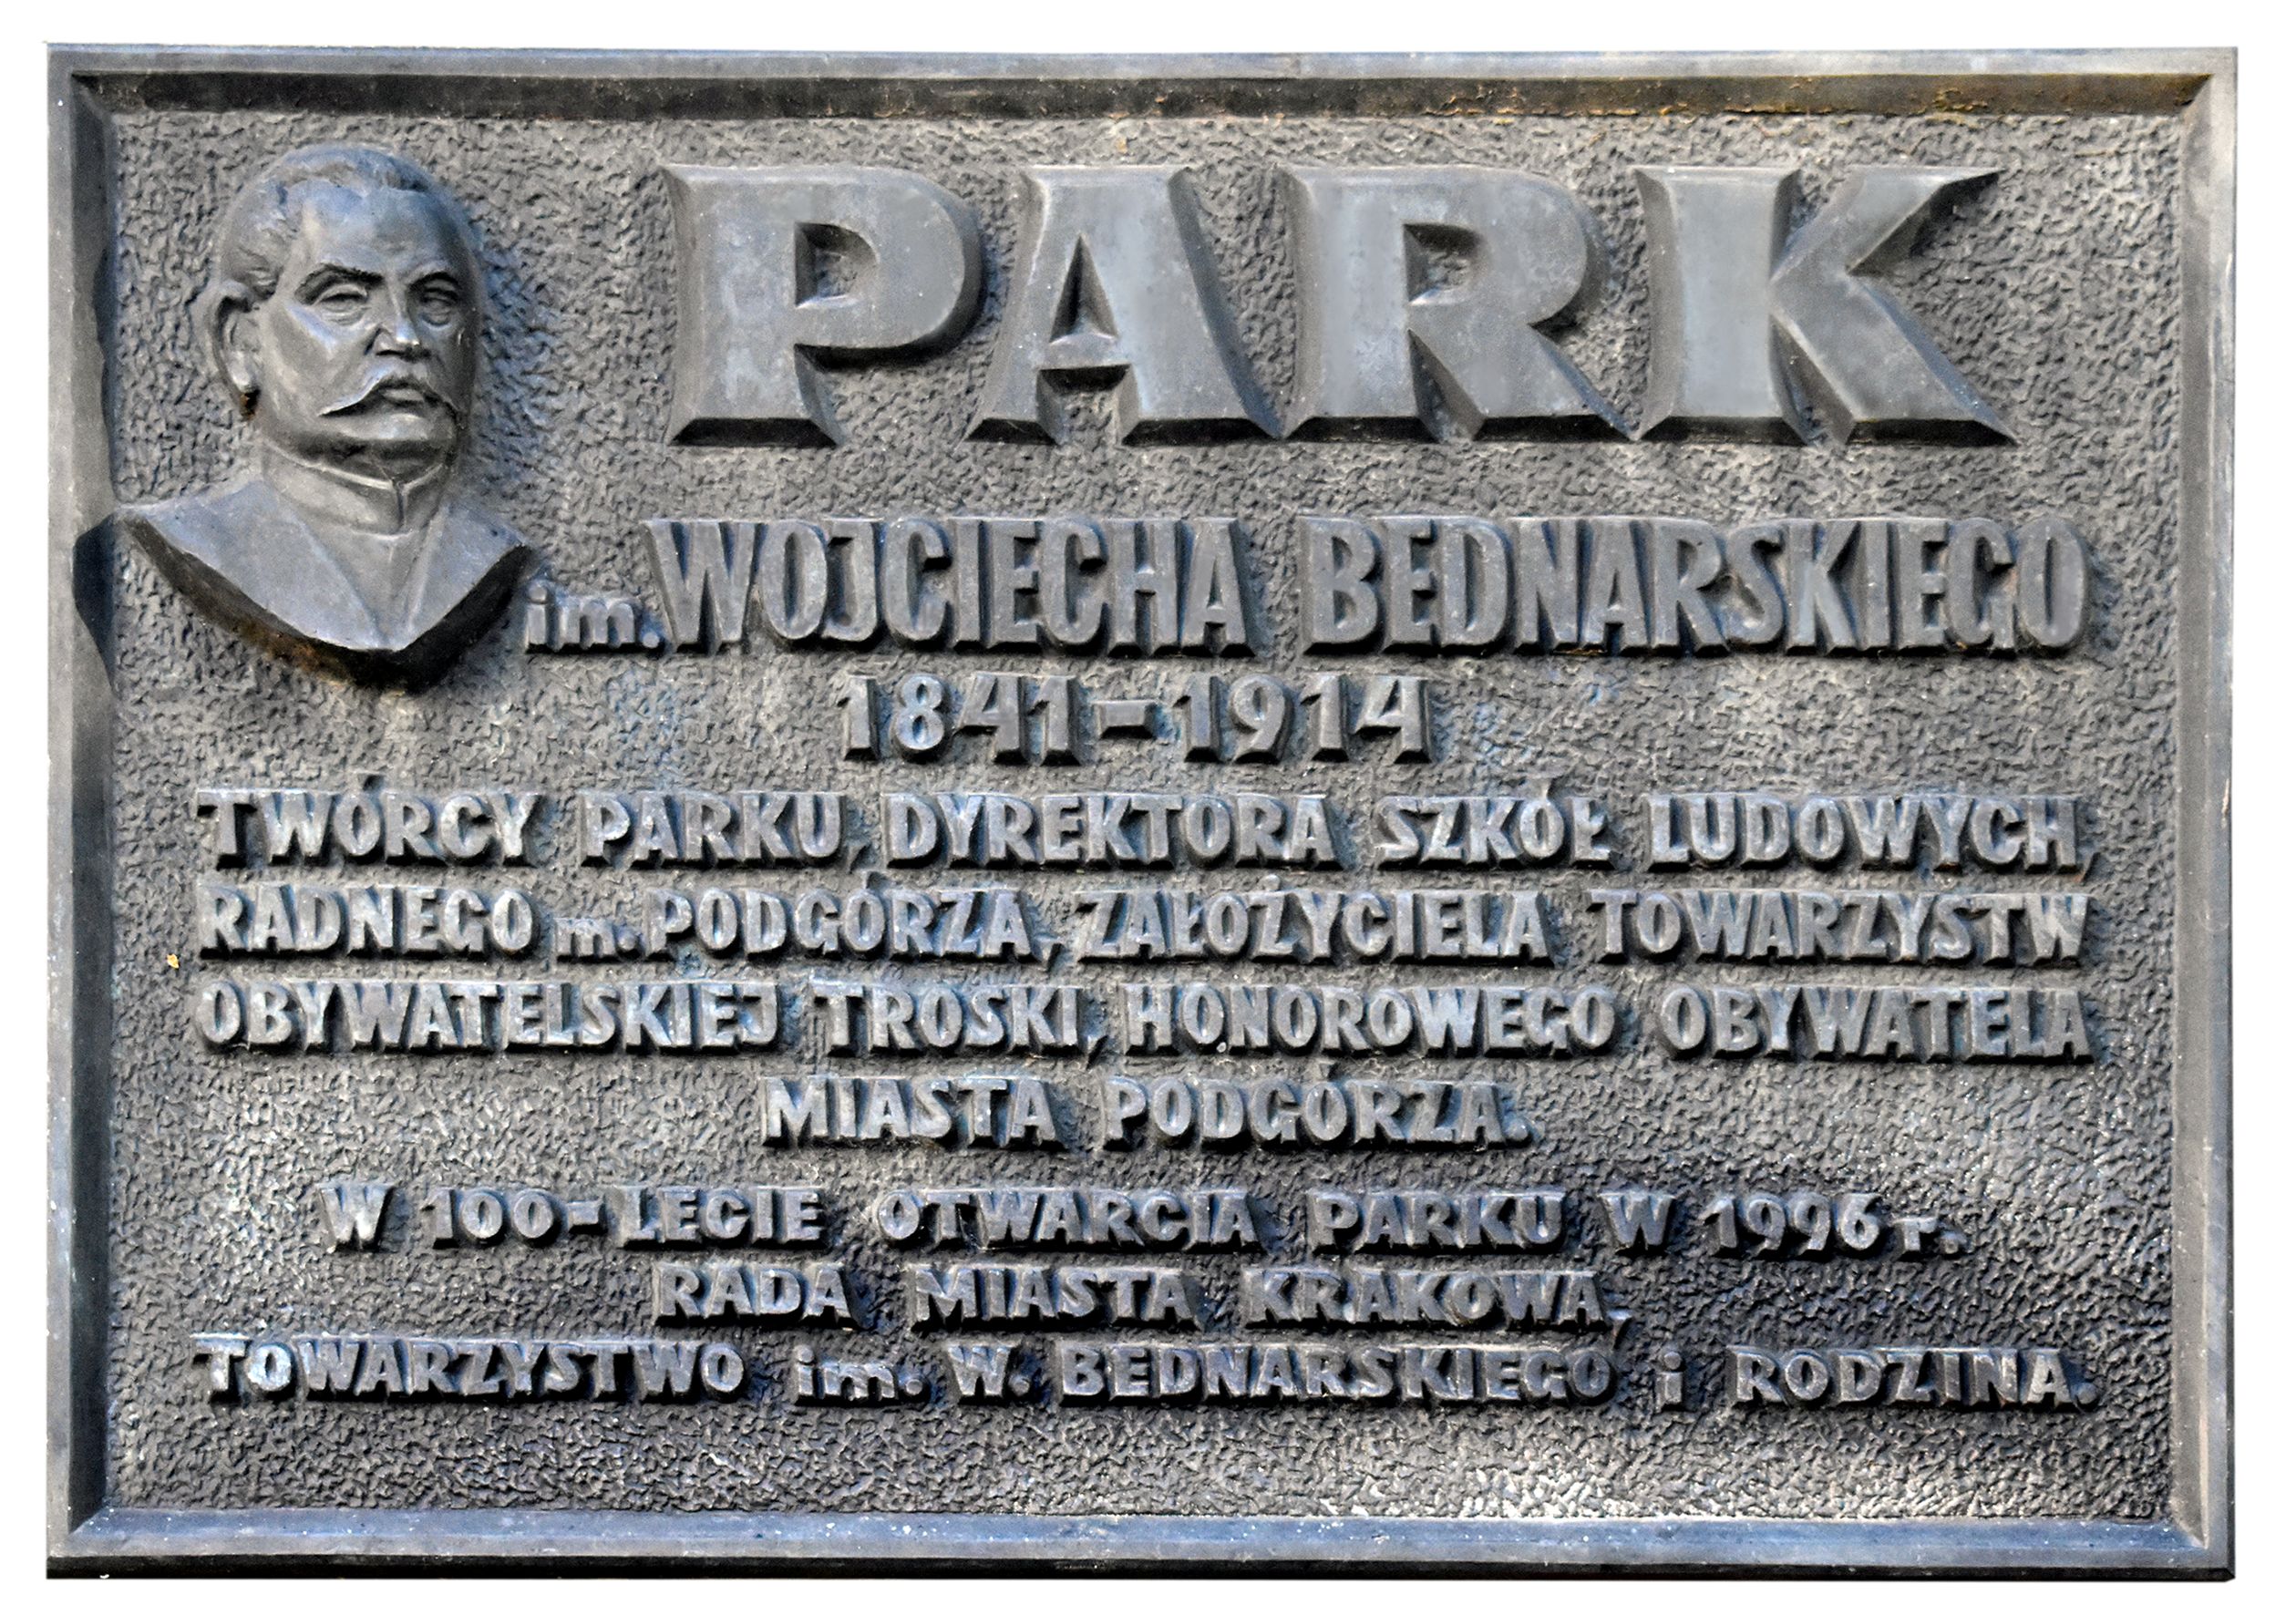 PARK
im. WOJCIECHA BEDNARSKIEGO
1841-1914
TWÓRCY PARKU, DYREKTORA SZKÓŁ LUDOWYCH,
RADNEGO m. PODGÓRZA, ZAŁOŻYCIELA TOWARZYSTW
OBYWATELSKIEJ TROSKI, HONOROWEGO OBYWATELA
MIASTA PODGÓRZA.
W 100-LECIE OTWARCIA PARKU W 1996 r.
RADA MIASTA KRAKOWA,
TOWARZYSTWO im. W. BEDNARSKIEGO i RODZINA.